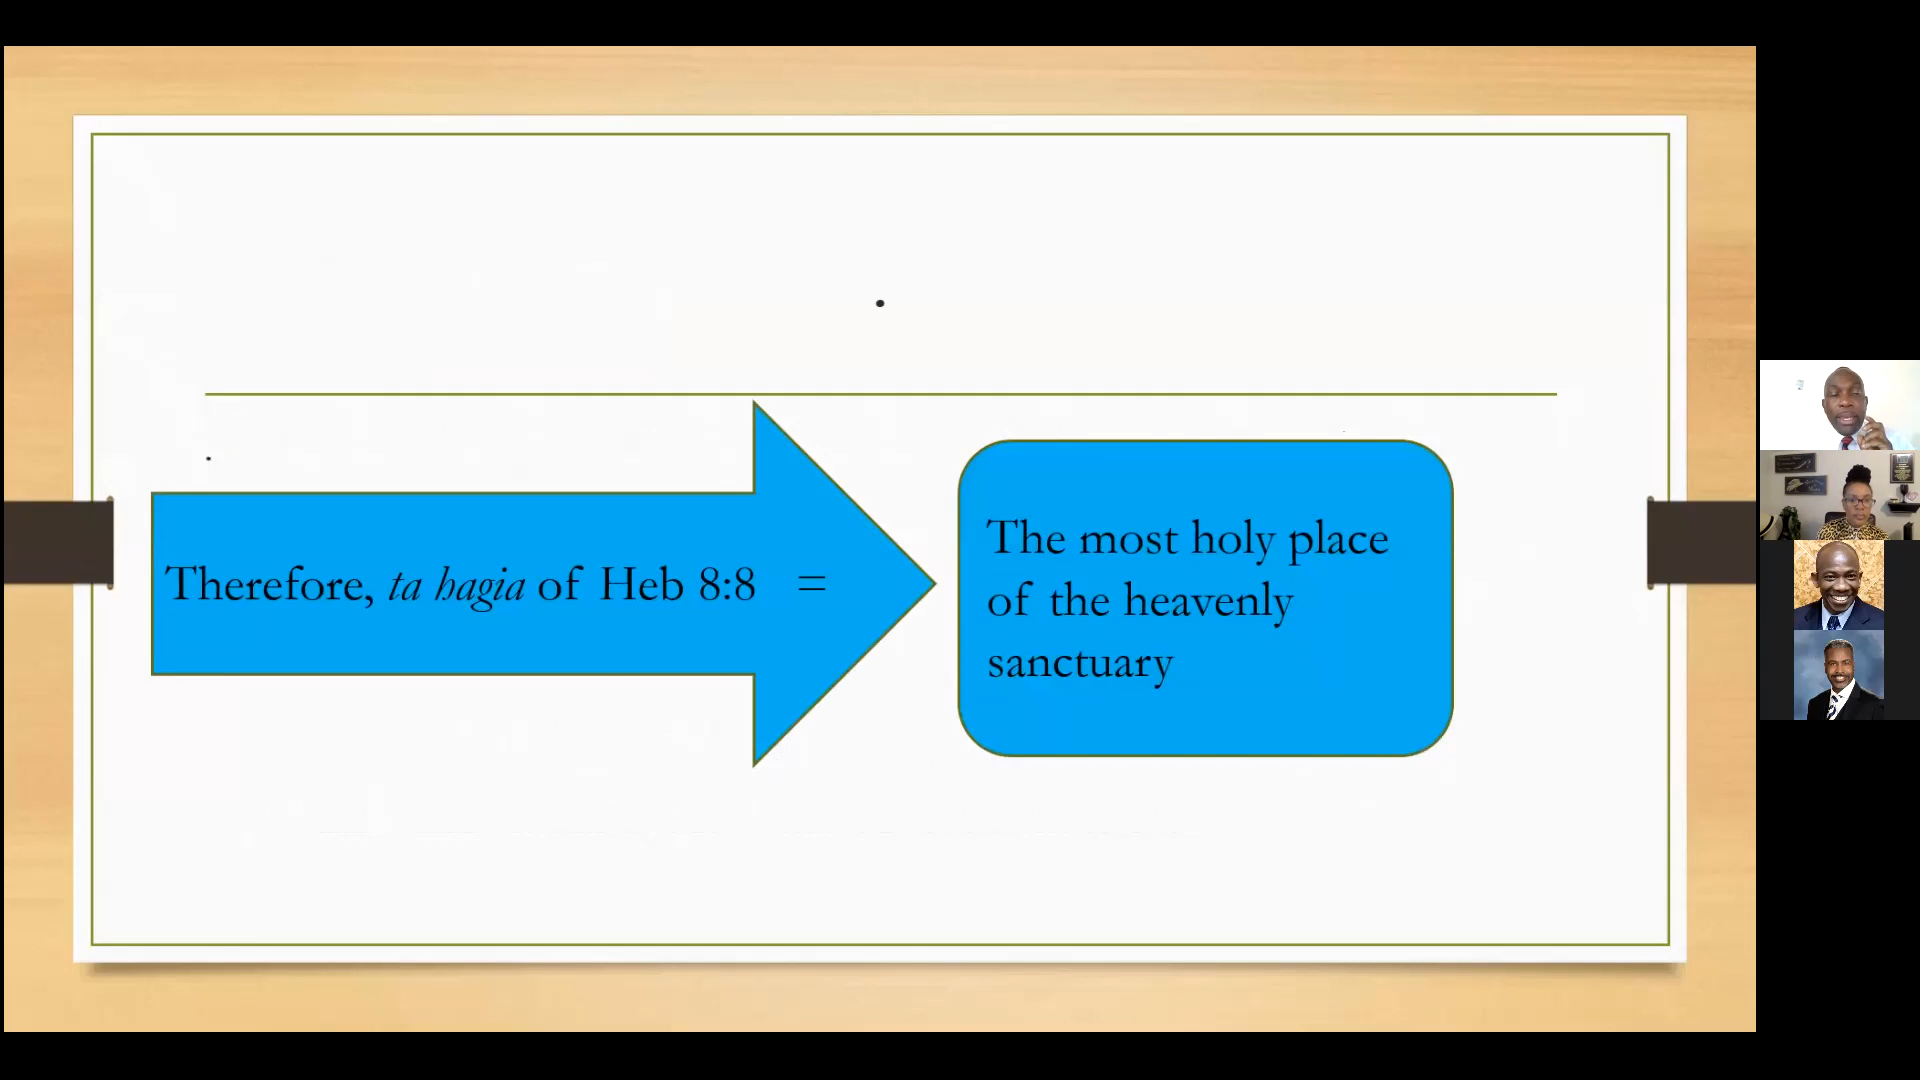 Therefore, ta hagia of Heb 8:8 =
The most holy place
of the heavenly
sanctuary